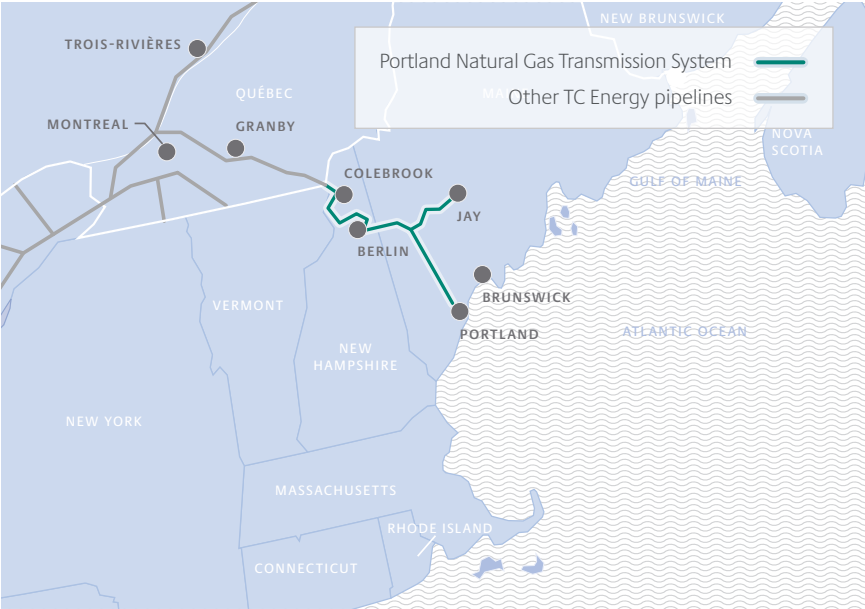 NEW BRUNSWICK
TROIS-RIVIÈRES
Portland Natural Gas Transmission System
Other TC Energy pipelines
QUÉBEC
MA
MONTREAL
GRANBY
NOVA
SCOTIA
COLEBROOK
GULF OF MAINE
JAY
BERLIN
BRUNSWICK
VERMONT
PORTLAND
ATLANTIC OCEAN
NEW
HAMPSHIRE
NEW YORK
MASSACHUSETTS
RHODE ISLAND
CONNECTICUT